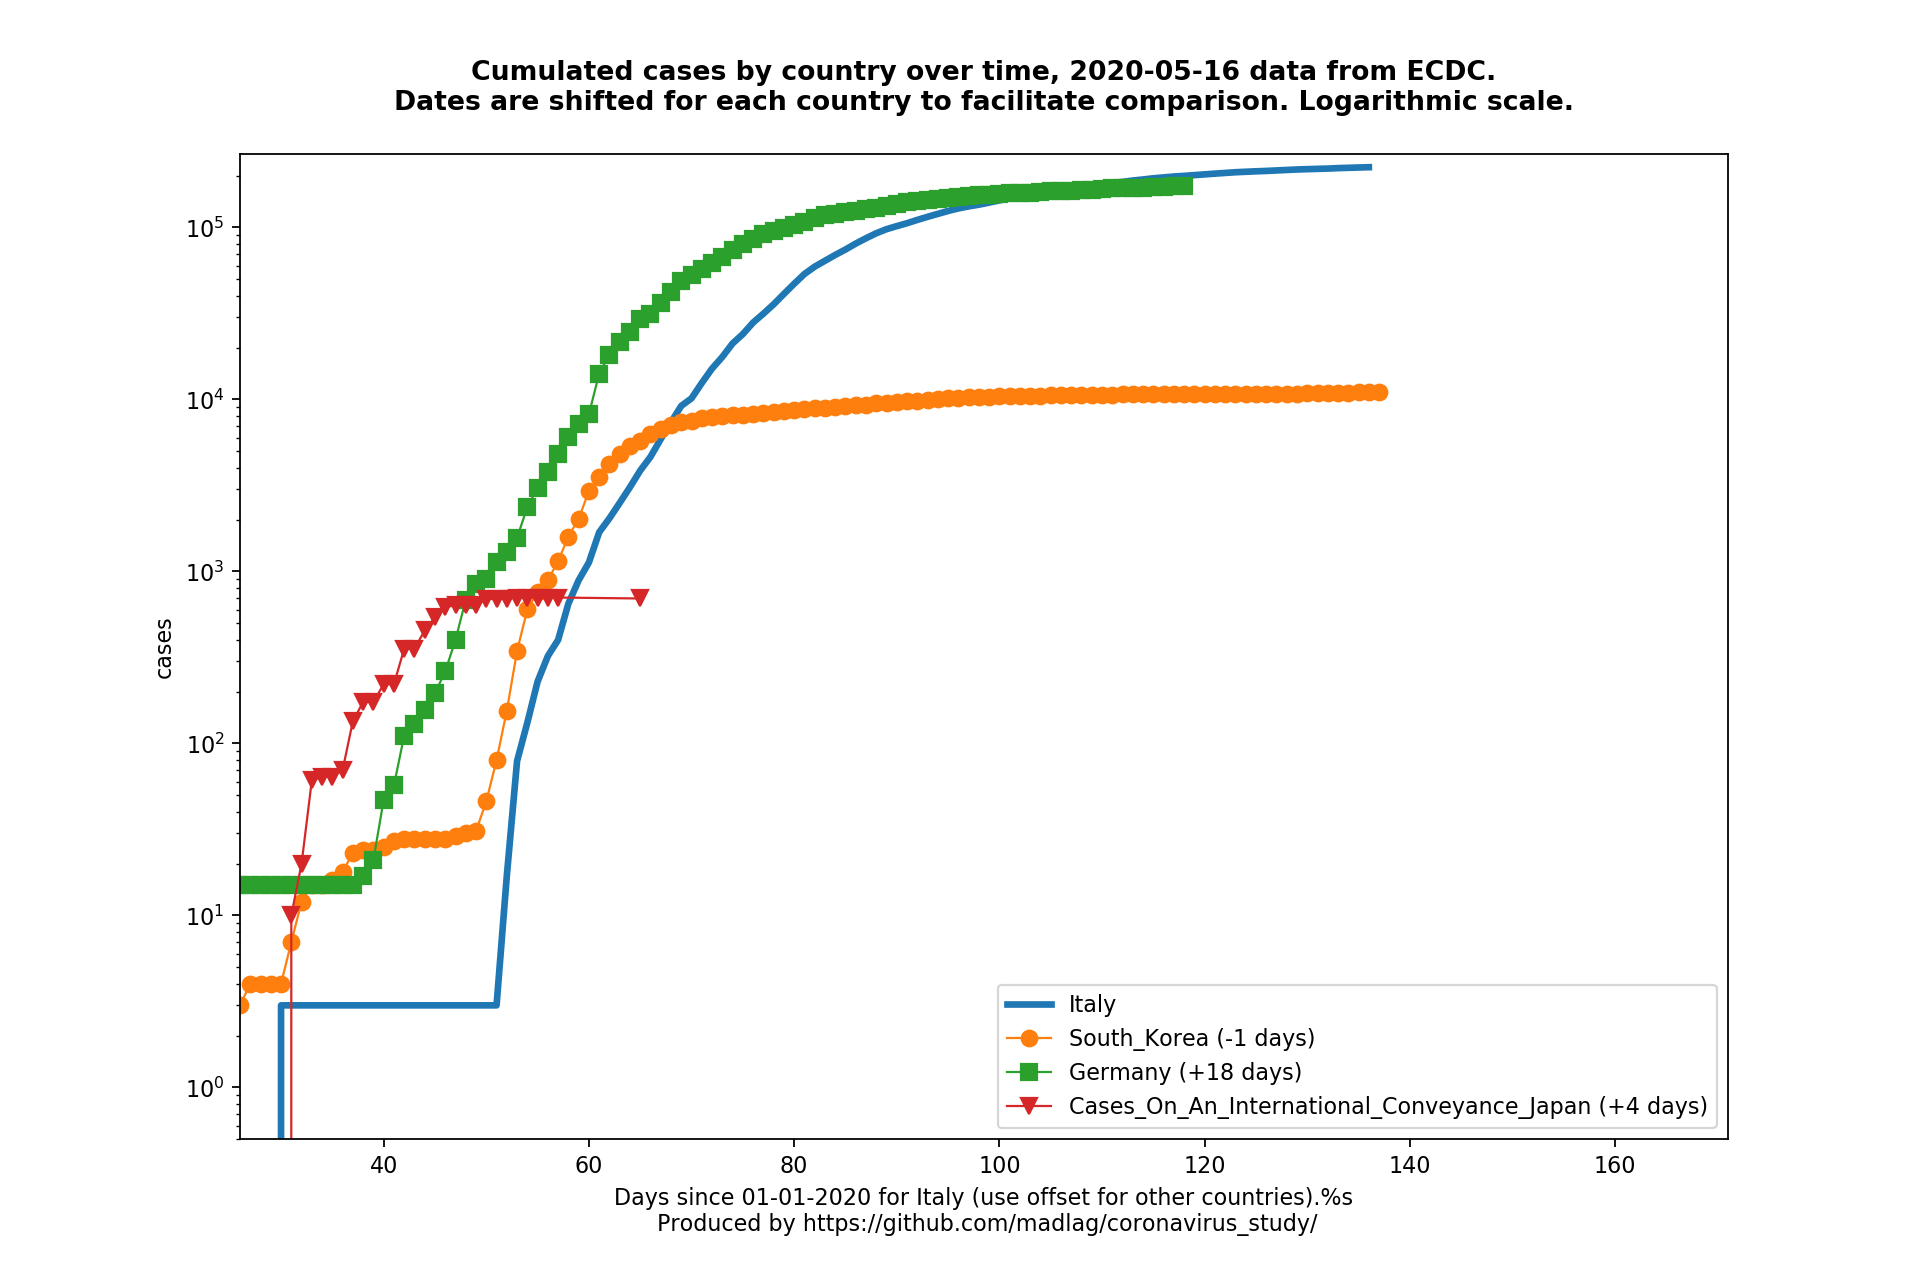 Cumulated cases by country over time, 2020-05-16 data from ECDC.
Dates are shifted for each country to facilitate comparison. Logarithmic scale.
cases
10^5
10^4
10^3
10^2
10^1
10^0
40 60 80 100 120 140 160
Italy
South_Korea (-1 days)
Germany (+18 days)
Cases_On_An_International_Conveyance_Japan (+4 days)
Days since 01-01-2020 for Italy (use offset for other countries).%s
Produced by https://github.com/madlag/coronavirus_study/